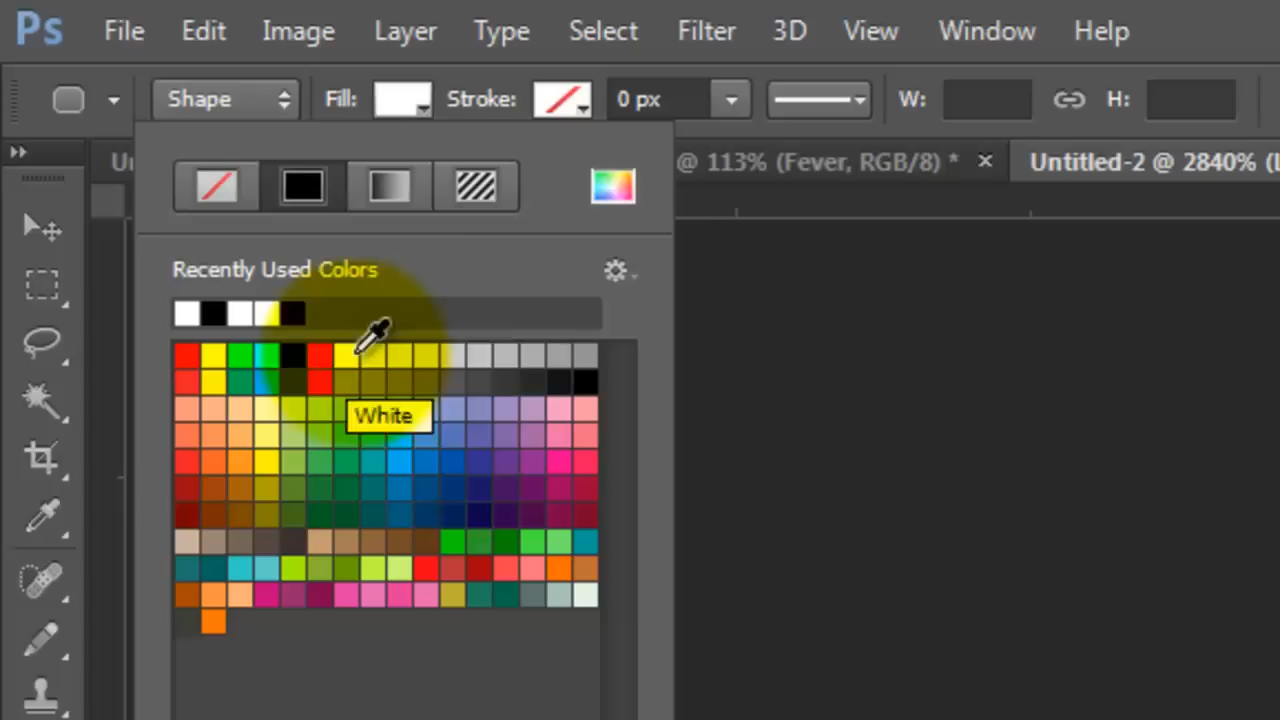 Ps File Edit Image Layer Type Select Filter 3D View Window Help
Shape Fill: Stroke: 0 px W: H:
@ 113% (Fever, RGB/8) * × Untitled-2 @ 2840% (
Recently Used Colors
White